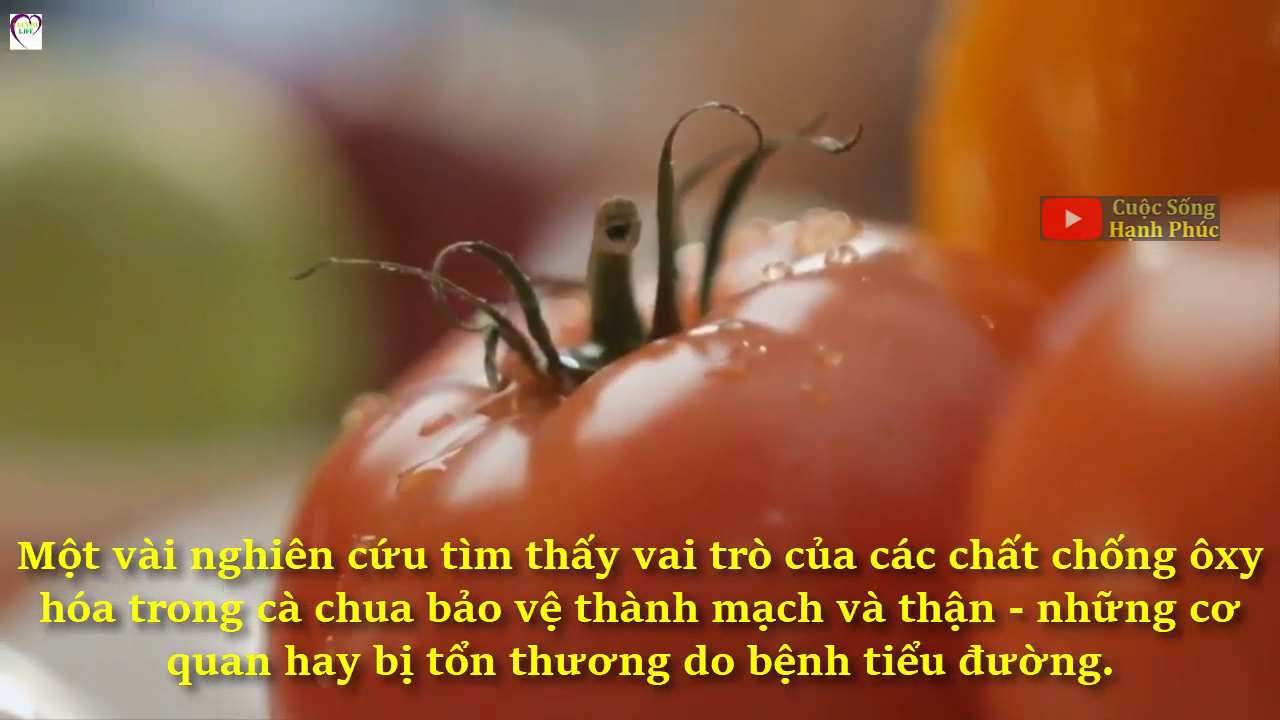 LIFE
Cuộc Sống
Hạnh Phúc
Một vài nghiên cứu tìm thấy vai trò của các chất chống ôxy
hóa trong cà chua bảo vệ thành mạch và thận - những cơ
quan hay bị tổn thương do bệnh tiểu đường.